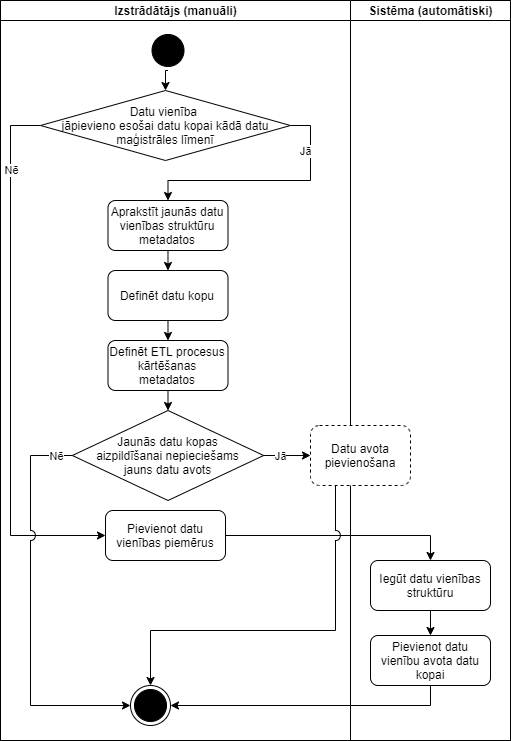 Izstrādātājs (manuāli)
Sistēma (automātiski)
Datu vienība
jāpievieno esošai datu kopai kādā datu
maģistrāles līmenī
Jā
Nē
Aprakstīt jaunās datu
vienības struktūru
metadatos
Definēt datu kopu
Definēt ETL procesus
kārtēšanas
metadatos
Jaunās datu kopas
aizpildīšanai nepieciešams
jauns datu avots
Nē
Jā
Datu avota
pievienošana
Pievienot datu
vienības piemērus
Iegūt datu vienības
struktūru
Pievienot datu
vienību avota datu
kopai